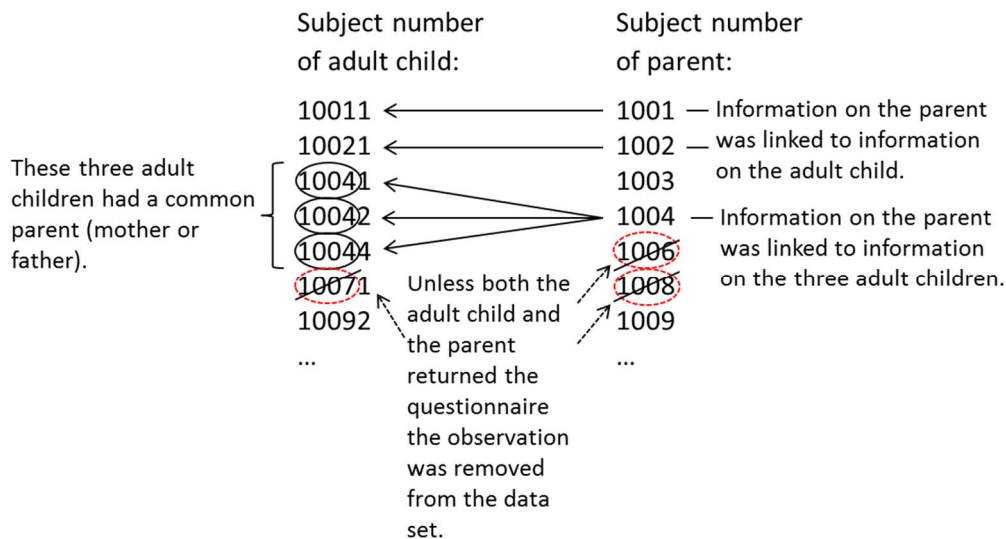 Subject number
of adult child:
Subject number
of parent:
These three adult
children had a common
parent (mother or
father).
10011
10021
10041
10042
10044
10071
10092
...
Unless both the
adult child and
the parent
returned the
questionnaire
the observation
was removed
from the data
set.
1001
1002
1003
1004
1006
1008
1009
...
Information on the parent
was linked to information
on the adult child.
Information on the parent
was linked to information
on the three adult children.